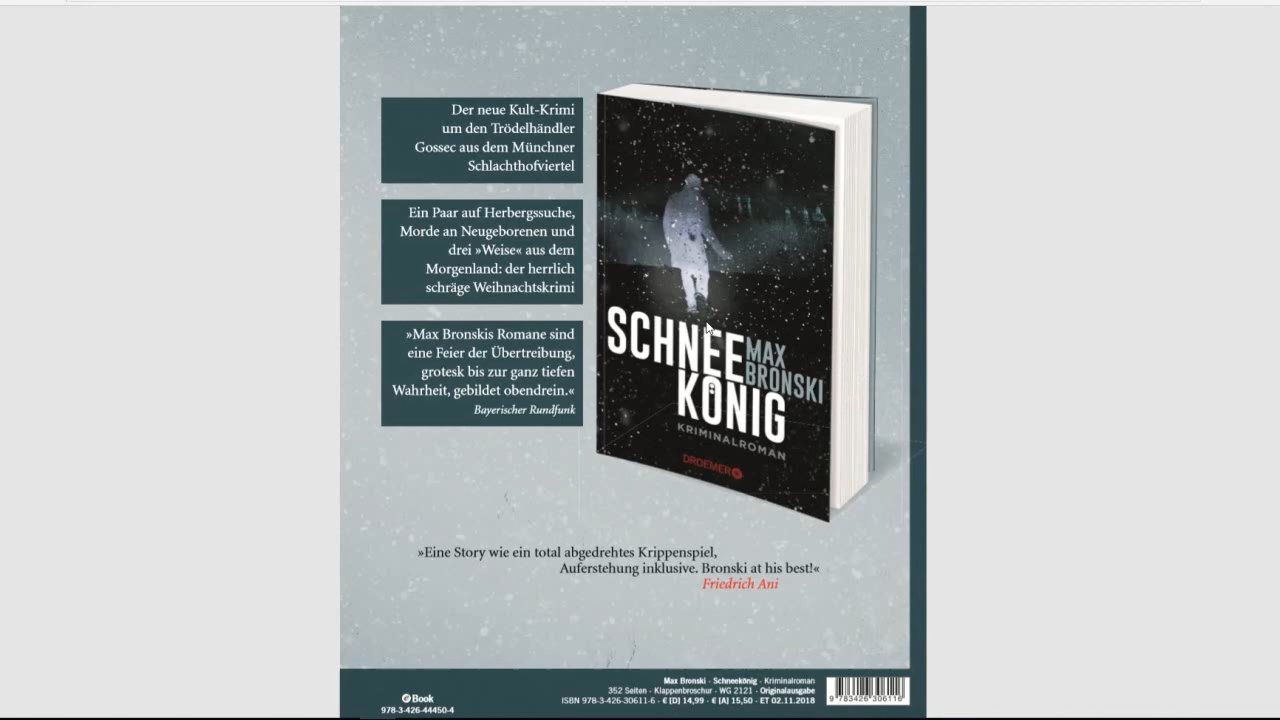 Der neue Kult-Krimi
um den Trödelhändler
Gossec aus dem Münchner
Schlachthofviertel
Ein Paar auf Herbergssuche,
Morde an Neugeborenen und
drei »Weise« aus dem
Morgenland: der herrlich
schräge Weihnachtskrimi
»Max Bronskis Romane sind
eine Feier der Übertreibung,
grotesk bis zur ganz tiefen
Wahrheit, gebildet obendrein.«
Bayerischer Rundfunk
SCHNEE
KÖNIG
MAX
BRONSKI
KRIMINALROMAN
DROEMER
»Eine Story wie ein total abgedrehtes Krippenspiel,
Auferstehung inklusive. Bronski at his best!«
Friedrich Ani
eBook
978-3-426-44450-4
Max Bronski · Schneekönig · Kriminalroman
352 Seiten · Klappenbroschur · WG 2121 · Originalausgabe
ISBN 978-3-426-30611-6 · € [D] 14,99 · € [A] 15,50 · ET 02.11.2018
9 783426 306116